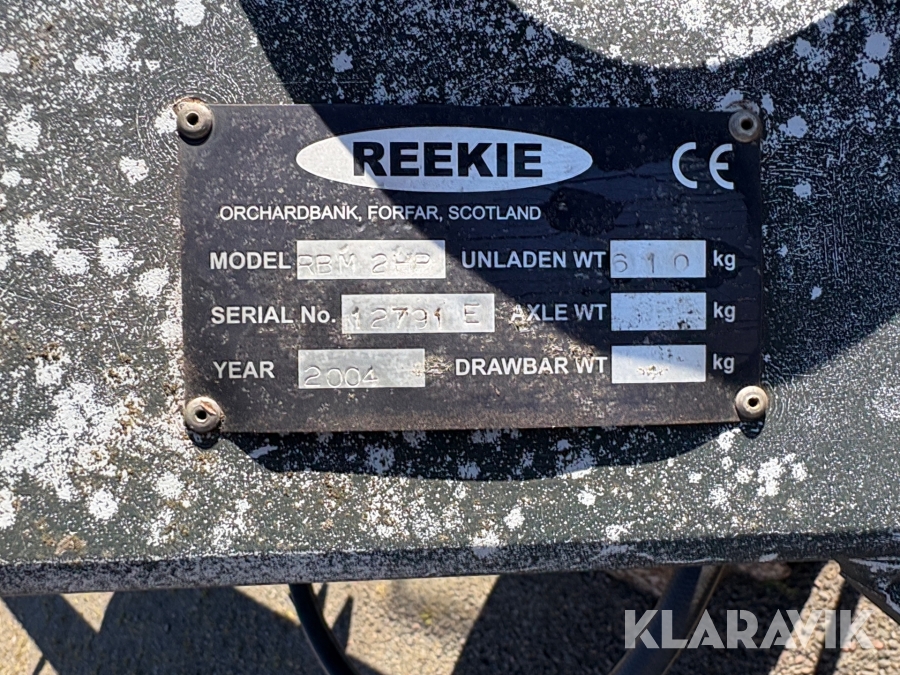 REEKIE
CE
ORCHARDBANK, FORFAR, SCOTLAND
MODEL RBM 2HP UNLADEN WT 610 kg
SERIAL No. 12791 E AXLE WT kg
YEAR 2004 DRAWBAR WT kg
KLARAVIK